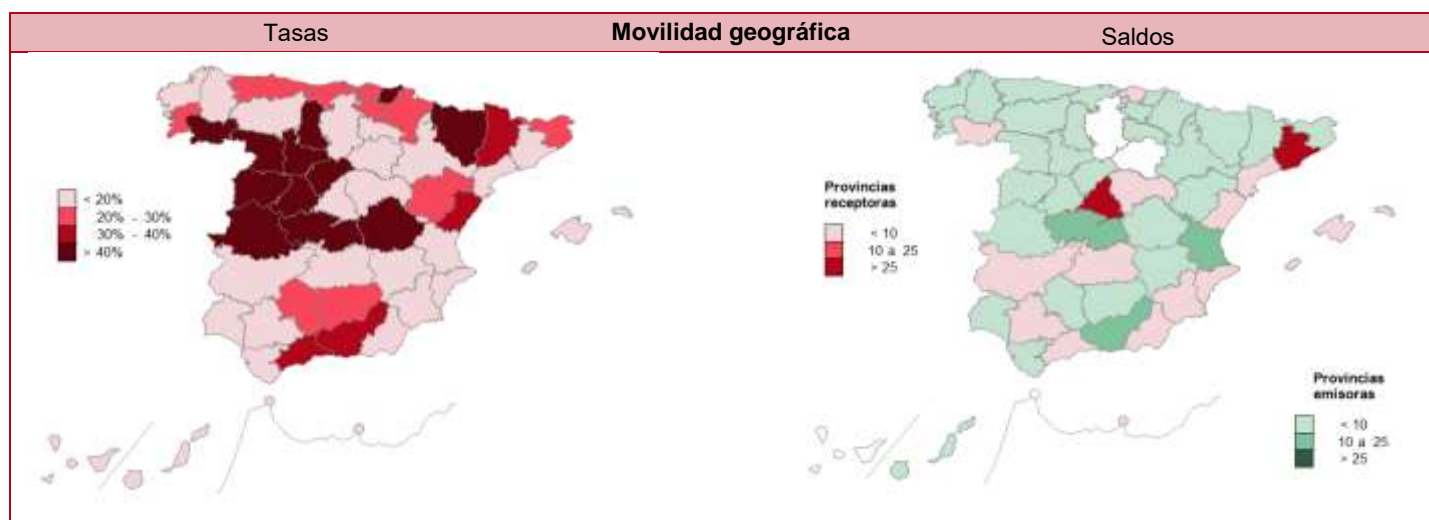 Tasas Movilidad geográfica Saldos
< 20%
20% - 30%
30% - 40%
> 40%
Provincias
receptoras
< 10
10 a 25
> 25
Provincias
emisoras
< 10
10 a 25
> 25